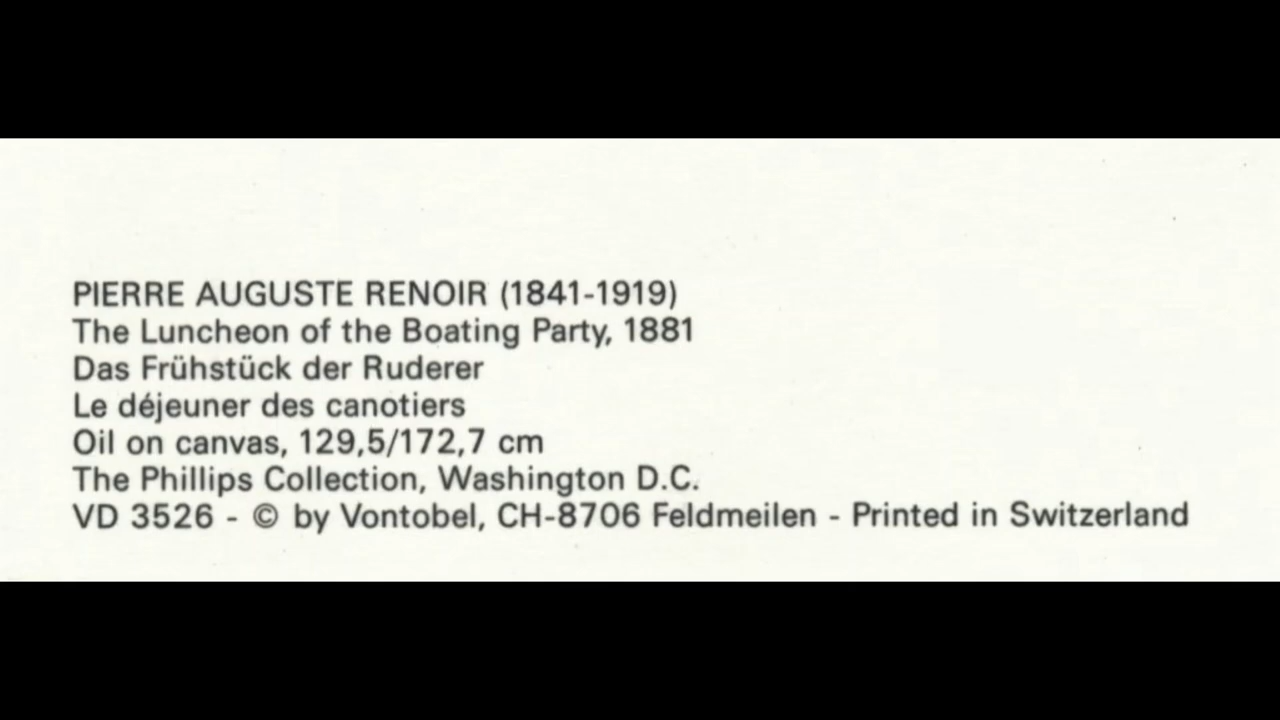 PIERRE AUGUSTE RENOIR (1841-1919)
The Luncheon of the Boating Party, 1881
Das Frühstück der Ruderer
Le déjeuner des canotiers
Oil on canvas, 129,5/172,7 cm
The Phillips Collection, Washington D.C.
VD 3526 - © by Vontobel, CH-8706 Feldmeilen - Printed in Switzerland